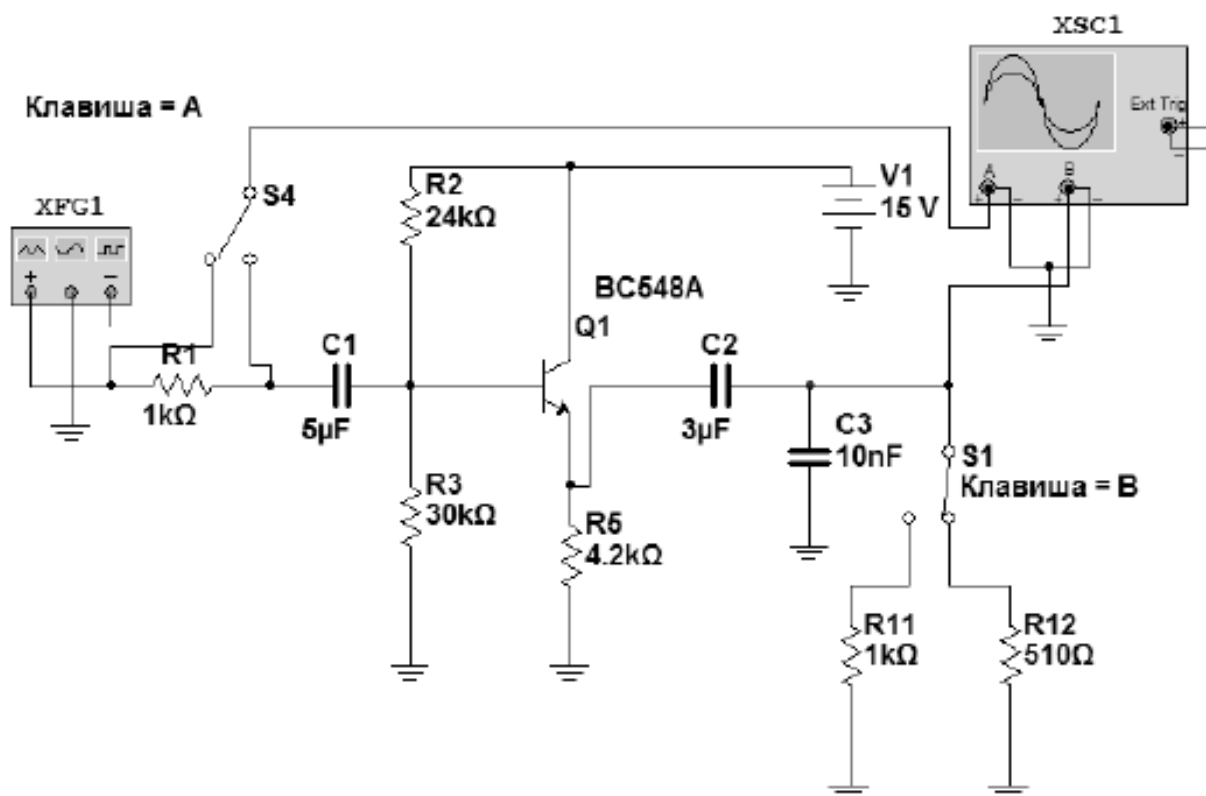 XSC1
Клавиша = A
Ext Trig
+
−
A
B
+ − + −
S4
XFG1
+ −
R2
24kΩ
V1
15 V
BC548A
Q1
R1
1kΩ
C1
5µF
C2
3µF
C3
10nF
S1
Клавиша = B
R3
30kΩ
R5
4.2kΩ
R11
1kΩ
R12
510Ω